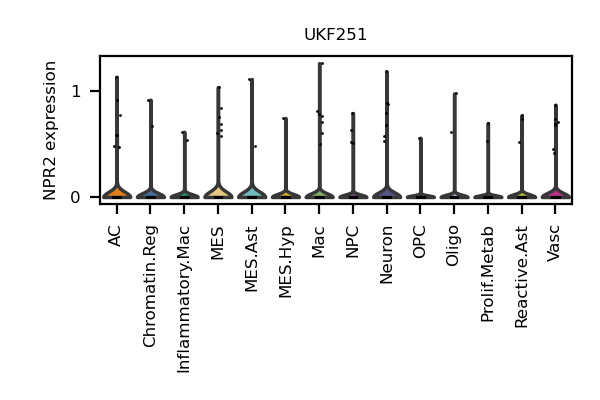 UKF251
NPR2 expression
1
0
AC
Chromatin.Reg
Inflammatory.Mac
MES
MES.Ast
MES.Hyp
Mac
NPC
Neuron
OPC
Oligo
Prolif.Metab
Reactive.Ast
Vasc